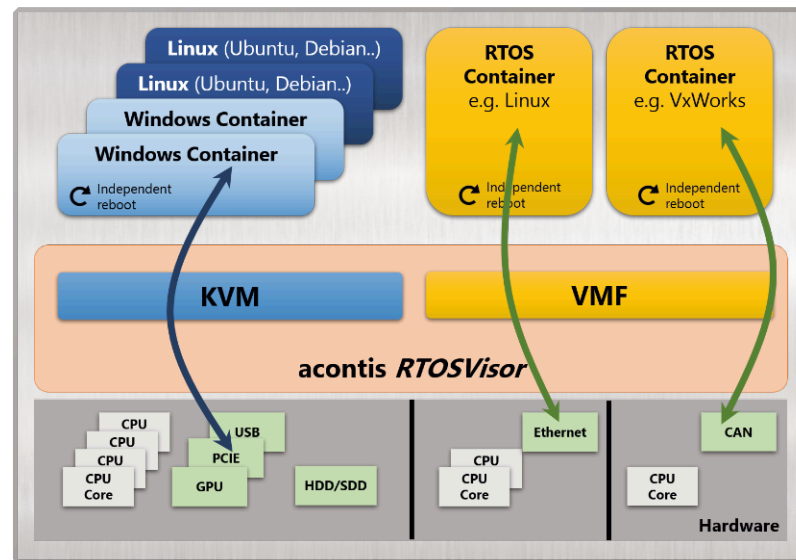 Linux (Ubuntu, Debian..)
Linux (Ubuntu, Debian..)
Windows Container
Windows Container
Independent
reboot
RTOS
Container
e.g. Linux
Independent
reboot
RTOS
Container
e.g. VxWorks
Independent
reboot
KVM
VMF
acontis RTOSVisor
CPU
CPU
CPU
CPU
Core
USB
PCIE
GPU
HDD/SDD
Ethernet
CPU
CPU
Core
CAN
CPU
Core
Hardware